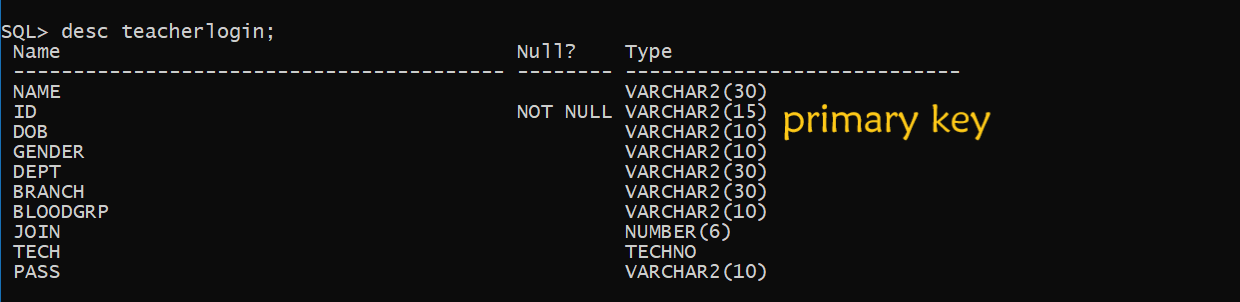 SQL> desc teacherlogin;
Name Null? Type
----------------------------------------- -------- ----------------------------
NAME VARCHAR2(30)
ID NOT NULL VARCHAR2(15) primary key
DOB VARCHAR2(10)
GENDER VARCHAR2(10)
DEPT VARCHAR2(30)
BRANCH VARCHAR2(30)
BLOODGRP VARCHAR2(10)
JOIN NUMBER(6)
TECH TECHNO
PASS VARCHAR2(10)